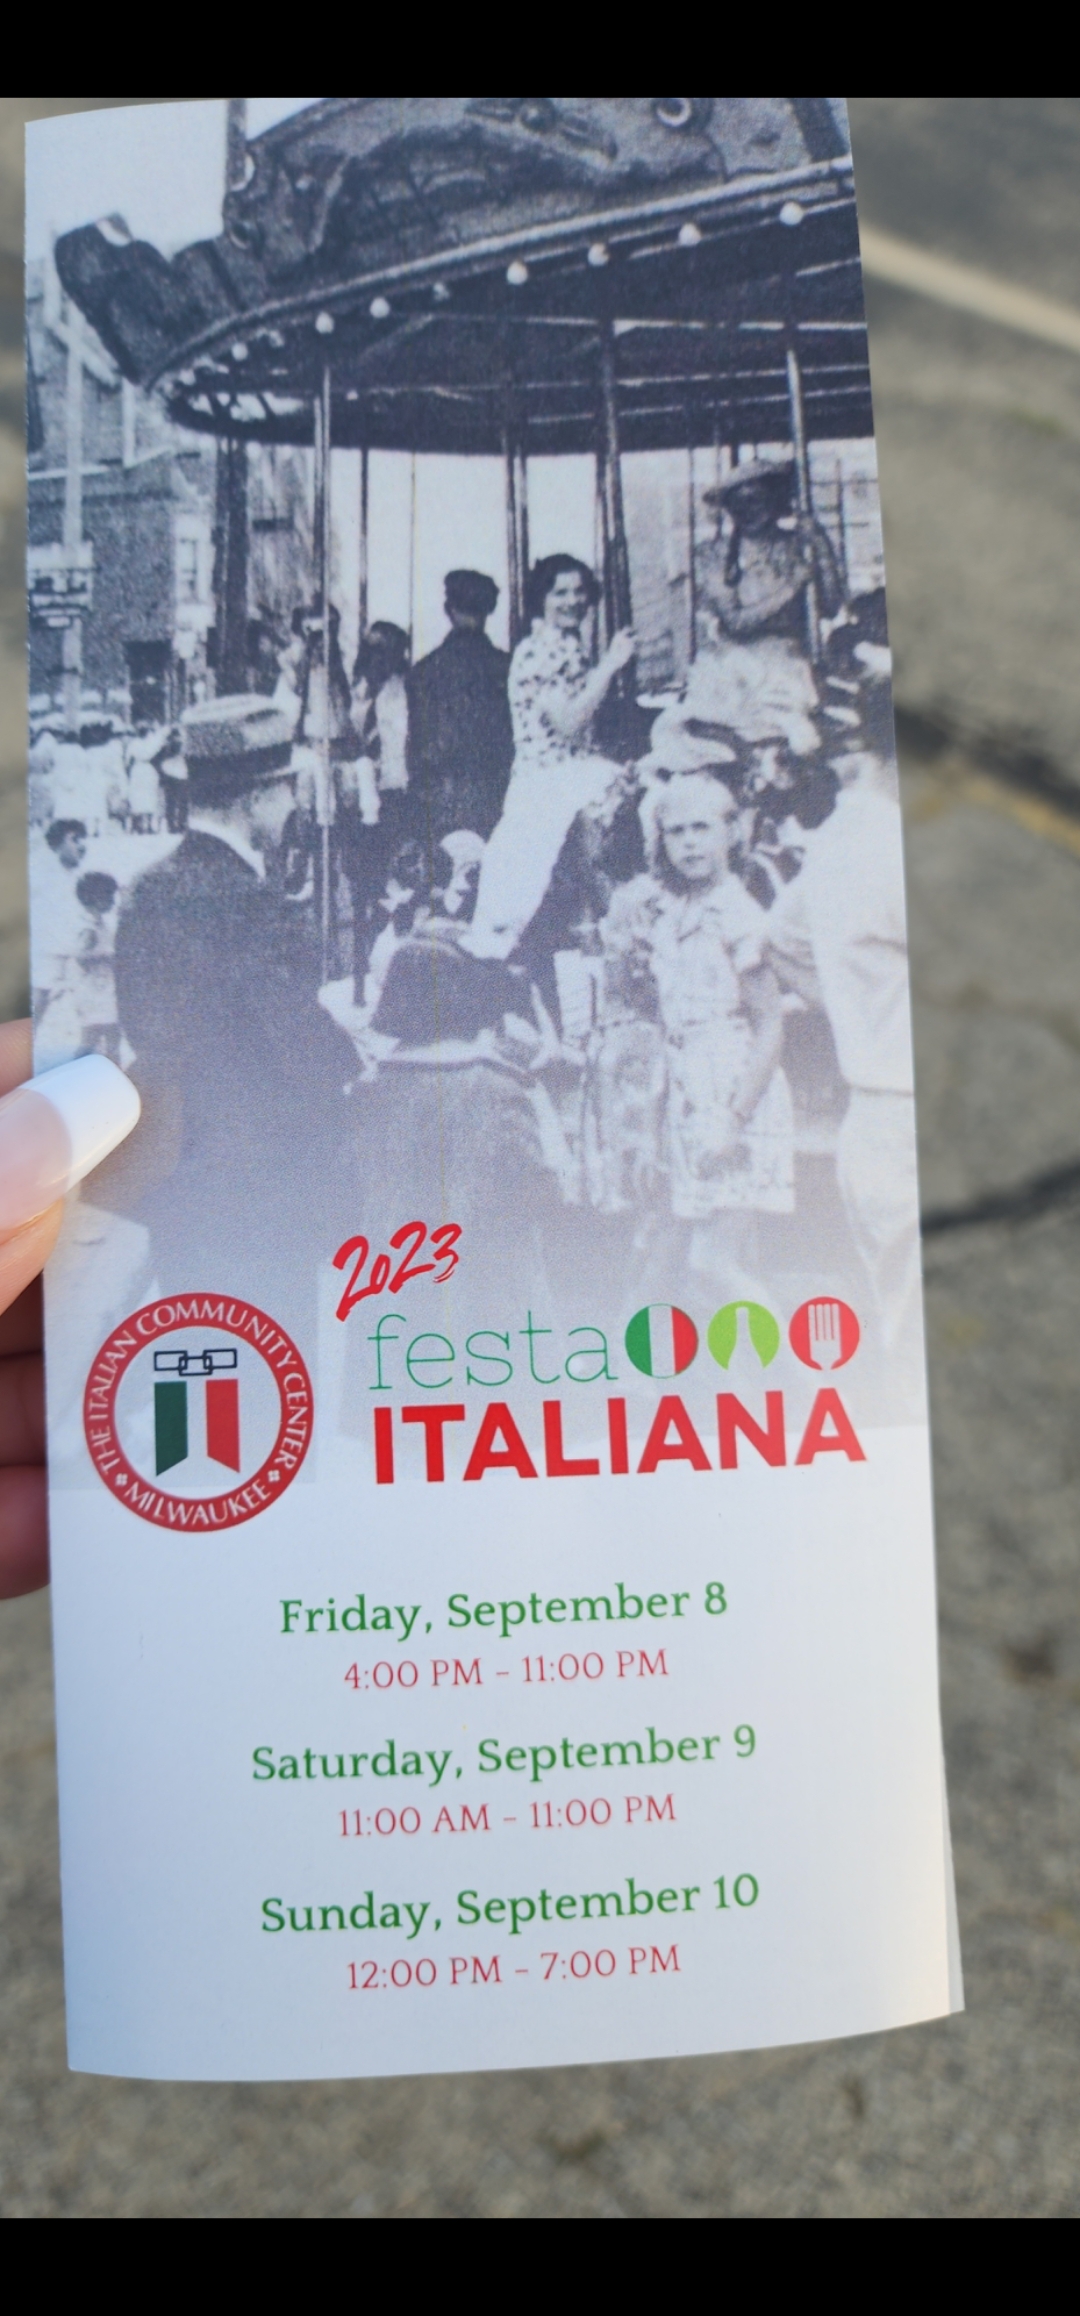 2023
festa
ITALIANA
THE ITALIAN COMMUNITY CENTER
MILWAUKEE
Friday, September 8
4:00 PM - 11:00 PM
Saturday, September 9
11:00 AM - 11:00 PM
Sunday, September 10
12:00 PM - 7:00 PM